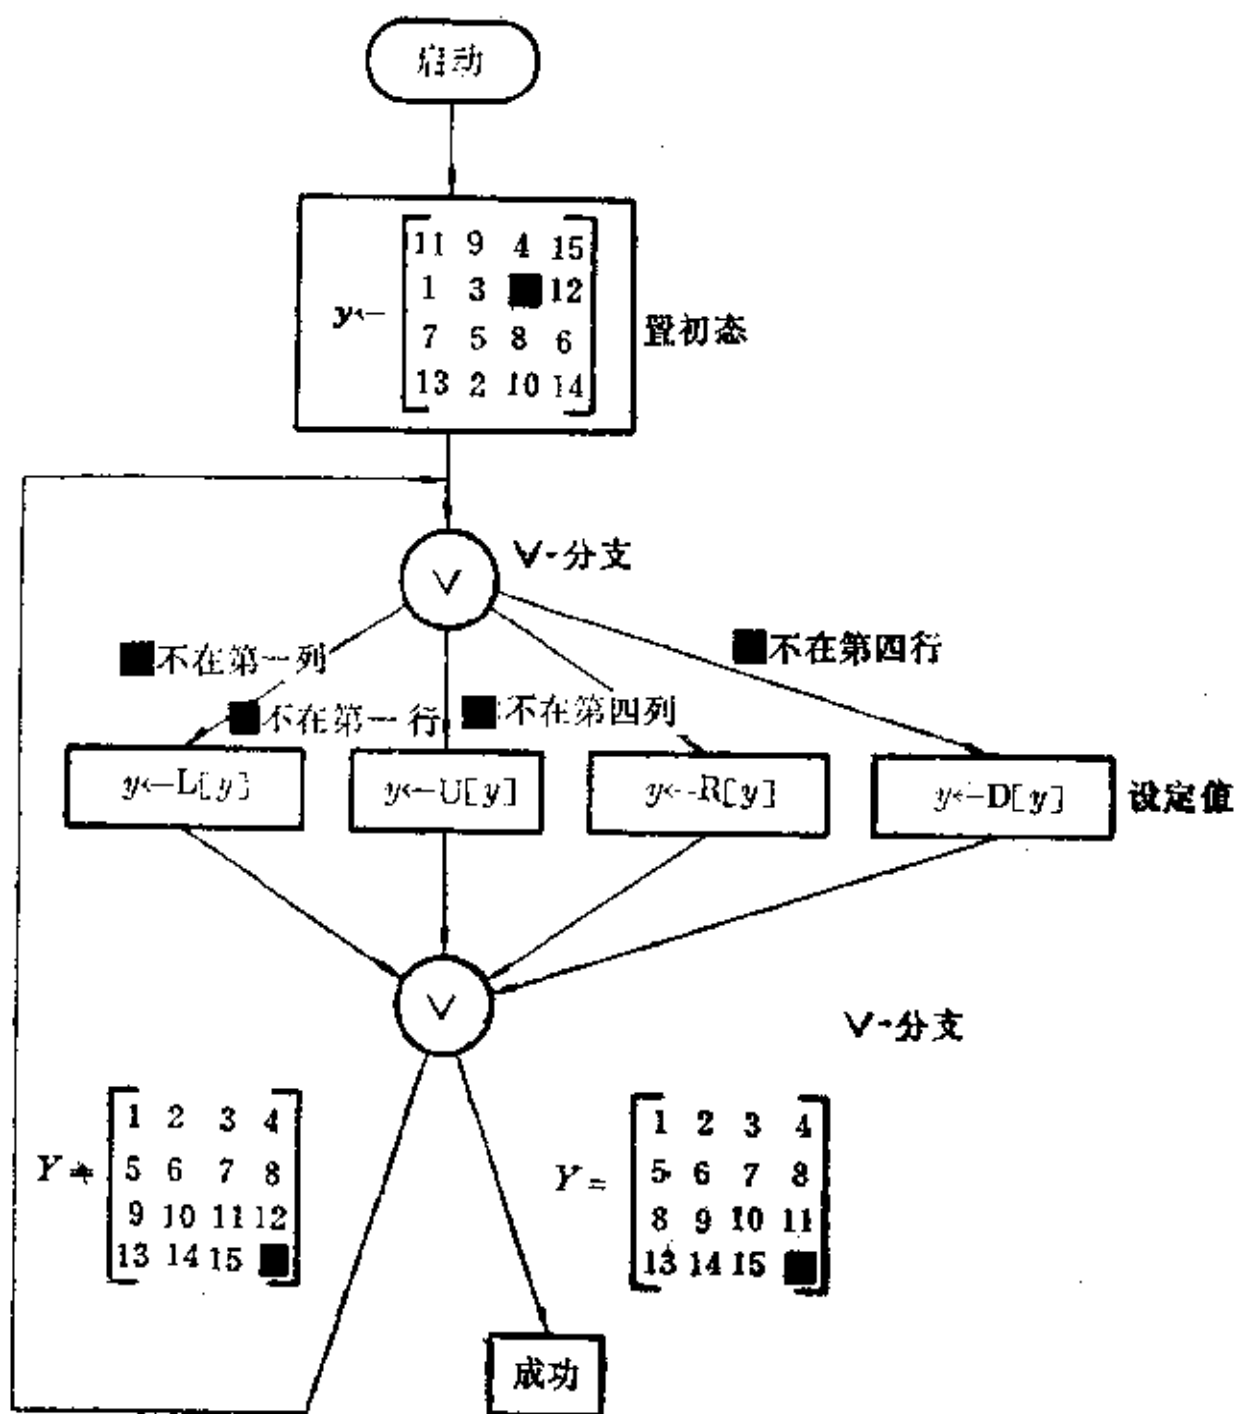 启动
y←
11 9 4 15
1 3 ■ 12
7 5 8 6
13 2 10 14
置初态
∨
∨-分支
■不在第一列
■不在第一行
■不在第四列
■不在第四行
y←L[y]
y←U[y]
y←R[y]
y←D[y]
设定值
∨
∨-分支
Y≠
1 2 3 4
5 6 7 8
9 10 11 12
13 14 15 ■
Y=
1 2 3 4
5 6 7 8
8 9 10 11
13 14 15 ■
成功